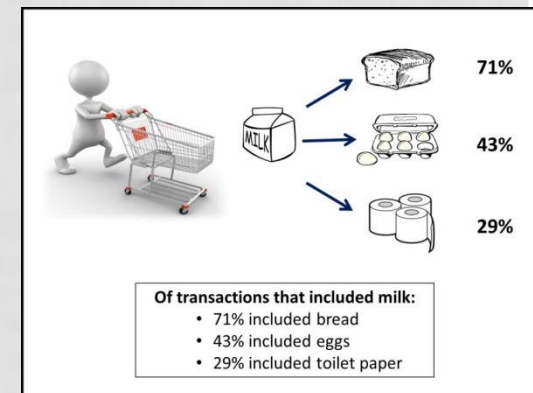 71%
MILK
43%
29%
Of transactions that included milk:
• 71% included bread
• 43% included eggs
• 29% included toilet paper